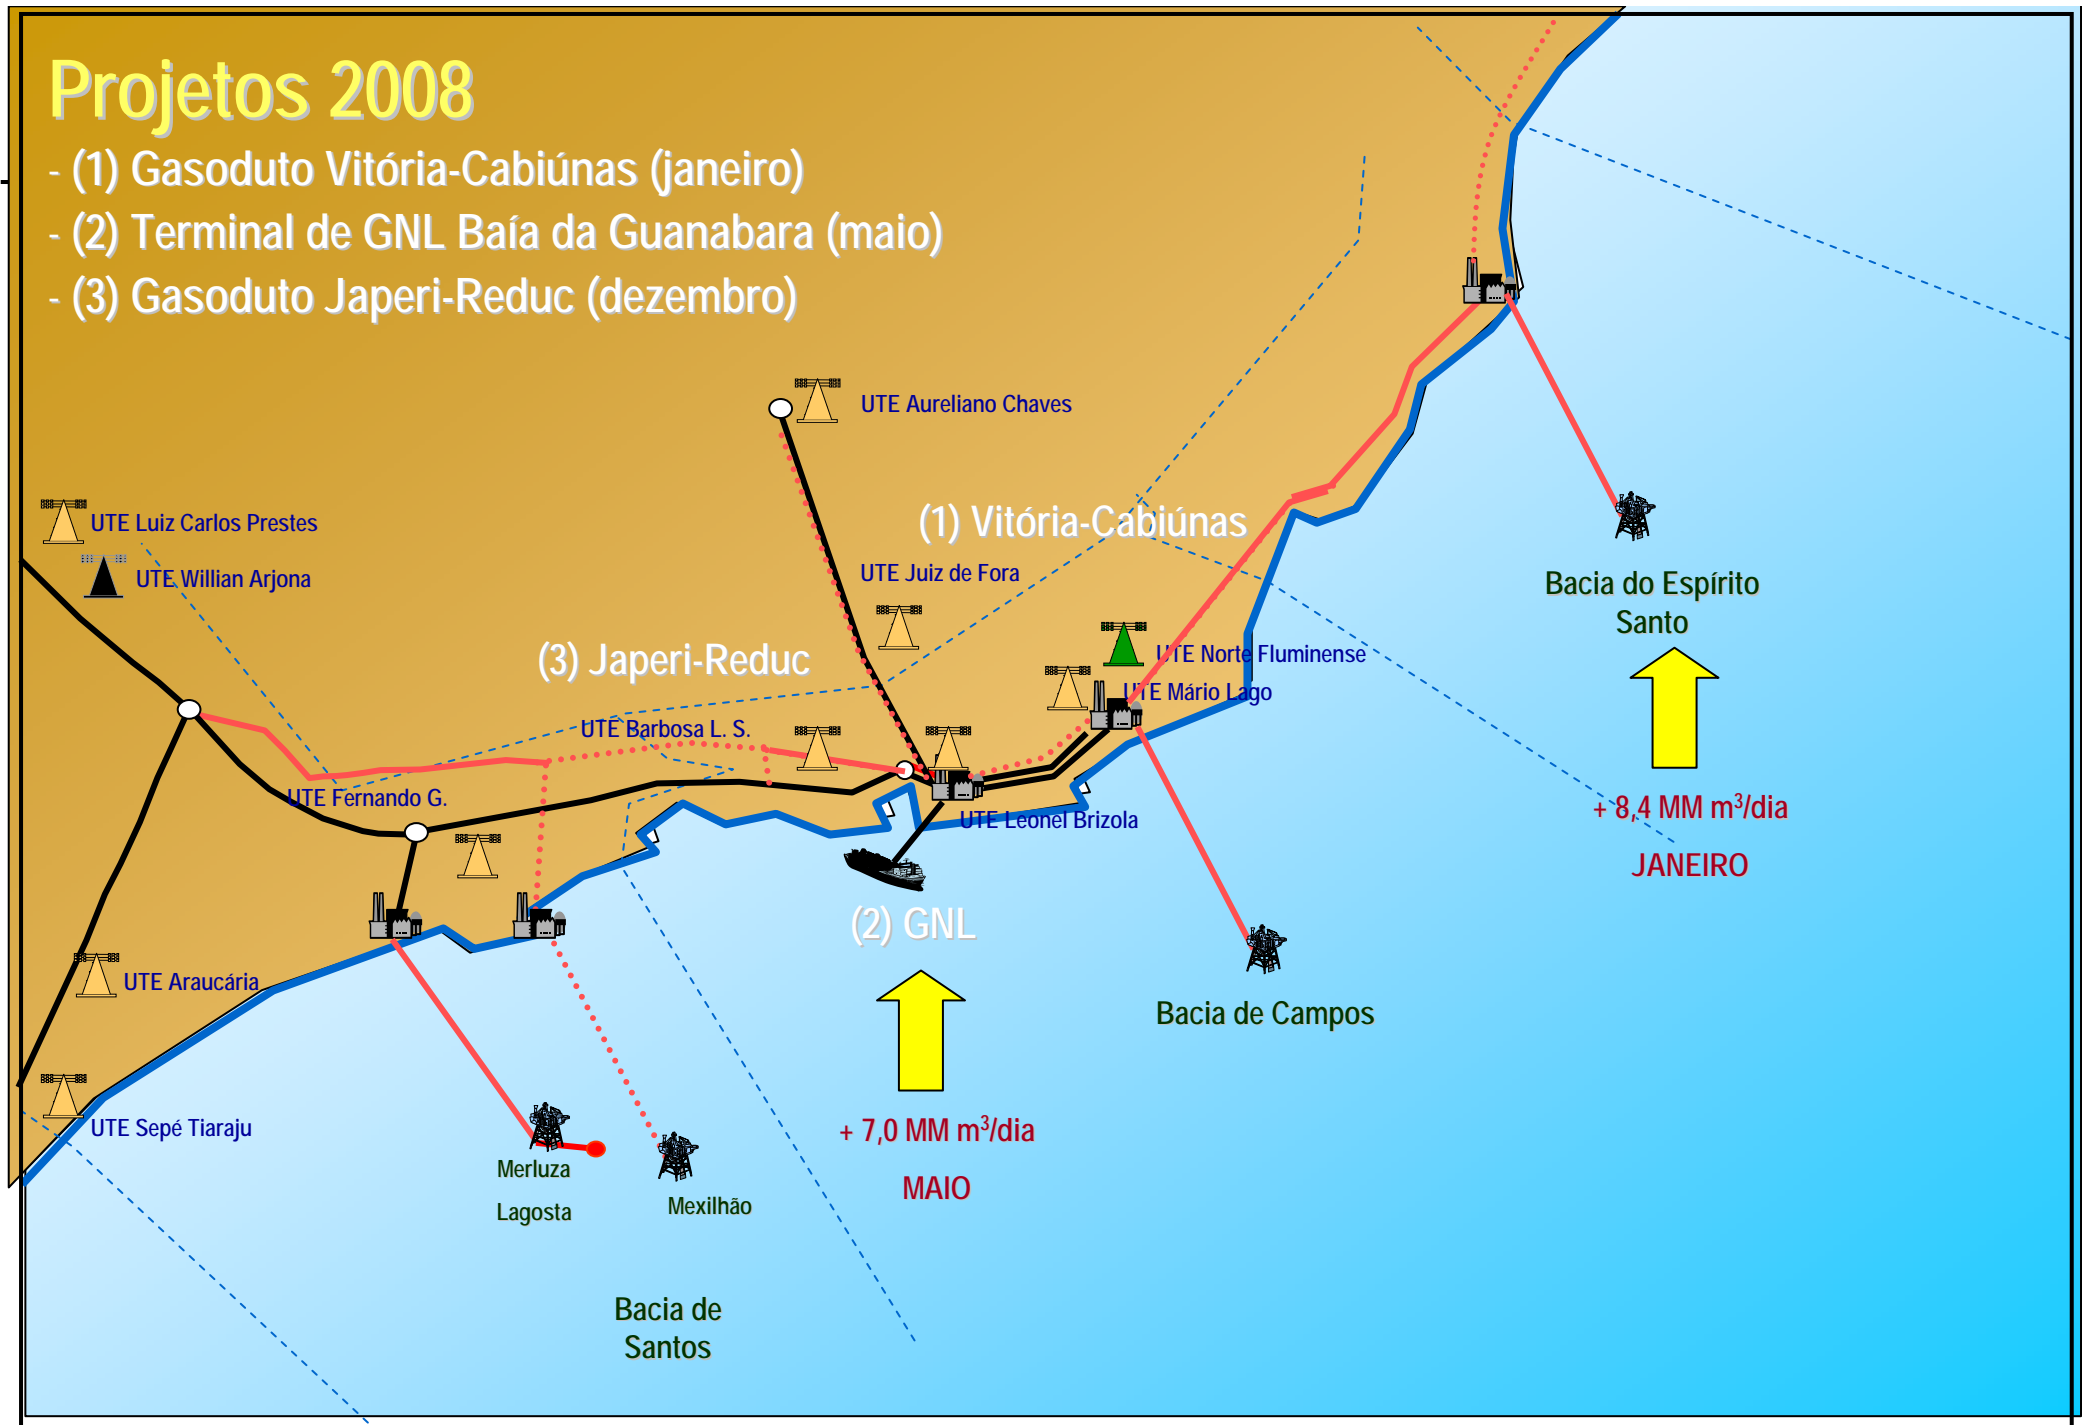 Projetos 2008
- (1) Gasoduto Vitória-Cabiúnas (janeiro)
- (2) Terminal de GNL Baía da Guanabara (maio)
- (3) Gasoduto Japeri-Reduc (dezembro)
UTE Aureliano Chaves
UTE Luiz Carlos Prestes
(1) Vitória-Cabiúnas
UTE Willian Arjona
UTE Juiz de Fora
Bacia do Espírito
Santo
(3) Japeri-Reduc
UTE Norte Fluminense
UTE Mário Lago
UTE Barbosa L. S.
UTE Fernando G.
+ 8,4 MM m³/dia
UTE Leonel Brizola
JANEIRO
(2) GNL
UTE Araucária
Bacia de Campos
UTE Sepé Tiaraju
+ 7,0 MM m³/dia
Merluza
MAIO
Lagosta
Mexilhão
Bacia de
Santos